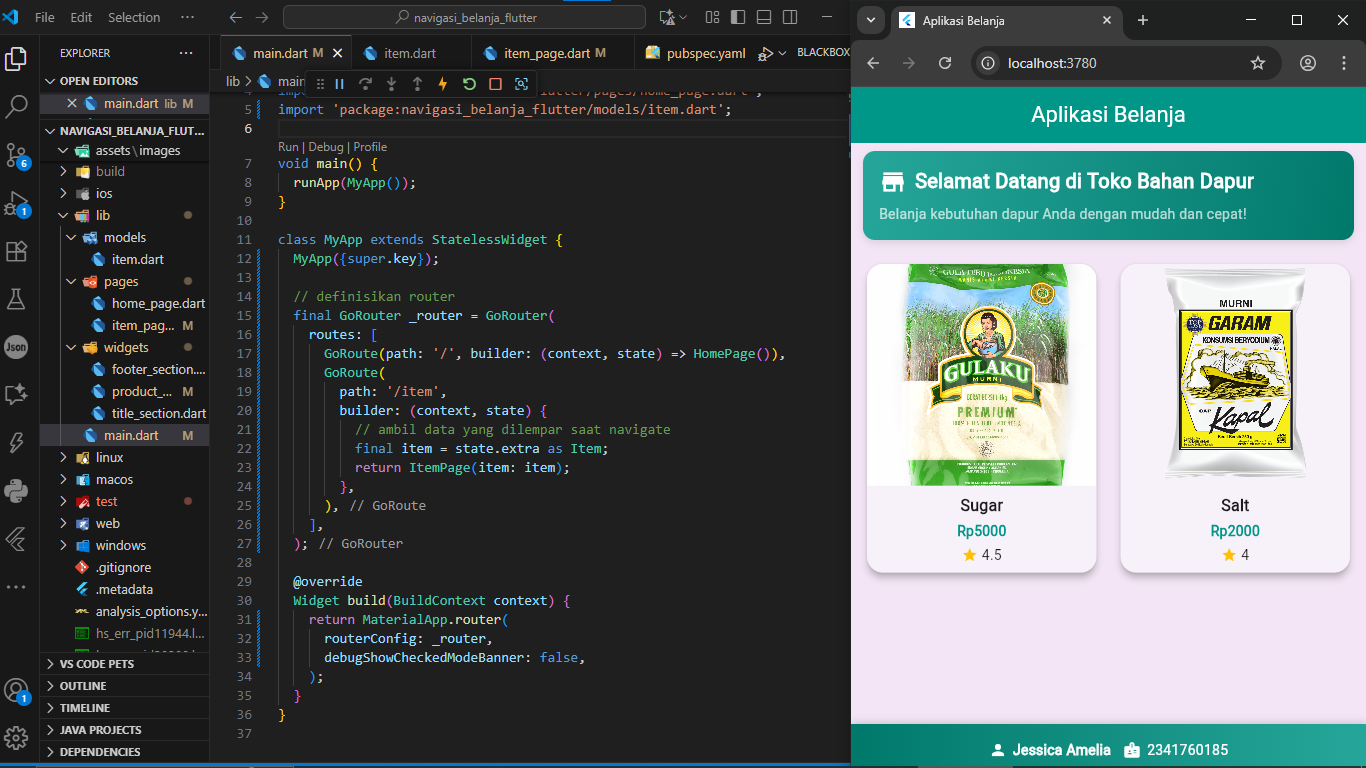 File Edit Selection ··· navigasi_belanja_flutter
EXPLORER ···
OPEN EDITORS
main.dart lib M
NAVIGASI_BELANJA_FLUT...
assets\images
build
ios
lib
models
item.dart
pages
home_page.dart
item_pag... M
widgets
footer_section....
product_... M
title_section.dart
main.dart M
linux
macos
test
web
windows
.gitignore
.metadata
analysis_options.y...
hs_err_pid11944.l...
VS CODE PETS
OUTLINE
TIMELINE
JAVA PROJECTS
DEPENDENCIES
6
1
Json
1
main.dart M item.dart item_page.dart M pubspec.yaml BLACKBOX
lib > main
5 import 'package:navigasi_belanja_flutter/models/item.dart';
6
Run | Debug | Profile
7 void main() {
8 runApp(MyApp());
9 }
10
11 class MyApp extends StatelessWidget {
12 MyApp({super.key});
13
14 // definisikan router
15 final GoRouter _router = GoRouter(
16 routes: [
17 GoRoute(path: '/', builder: (context, state) => HomePage()),
18 GoRoute(
19 path: '/item',
20 builder: (context, state) {
21 // ambil data yang dilempar saat navigate
22 final item = state.extra as Item;
23 return ItemPage(item: item);
24 },
25 ), // GoRoute
26 ],
27 ); // GoRouter
28
29 @override
30 Widget build(BuildContext context) {
31 return MaterialApp.router(
32 routerConfig: _router,
33 debugShowCheckedModeBanner: false,
34 );
35 }
36 }
37
Aplikasi Belanja
localhost:3780
Aplikasi Belanja
Selamat Datang di Toko Bahan Dapur
Belanja kebutuhan dapur Anda dengan mudah dan cepat!
GULAKU
MURNI
PREMIUM
Sugar
Rp5000
4.5
MURNI
GARAM
KONSUMSI BERYODIUM
CAP
Kapal
Salt
Rp2000
4
Jessica Amelia 2341760185